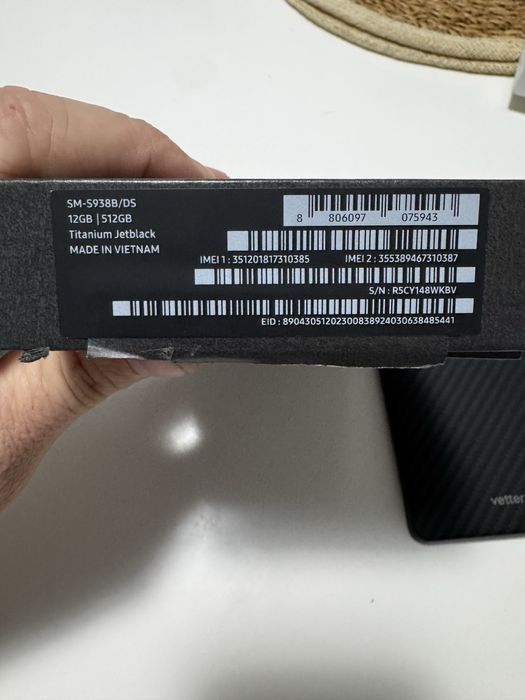 SM-S938B/DS
12GB | 512GB
Titanium Jetblack
MADE IN VIETNAM
8 806097 075943
IMEI 1 : 351201817310385 IMEI 2 : 355389467310387
S/N : R5CY148WKBV
EID : 89043051202300838924030638485441
vetter